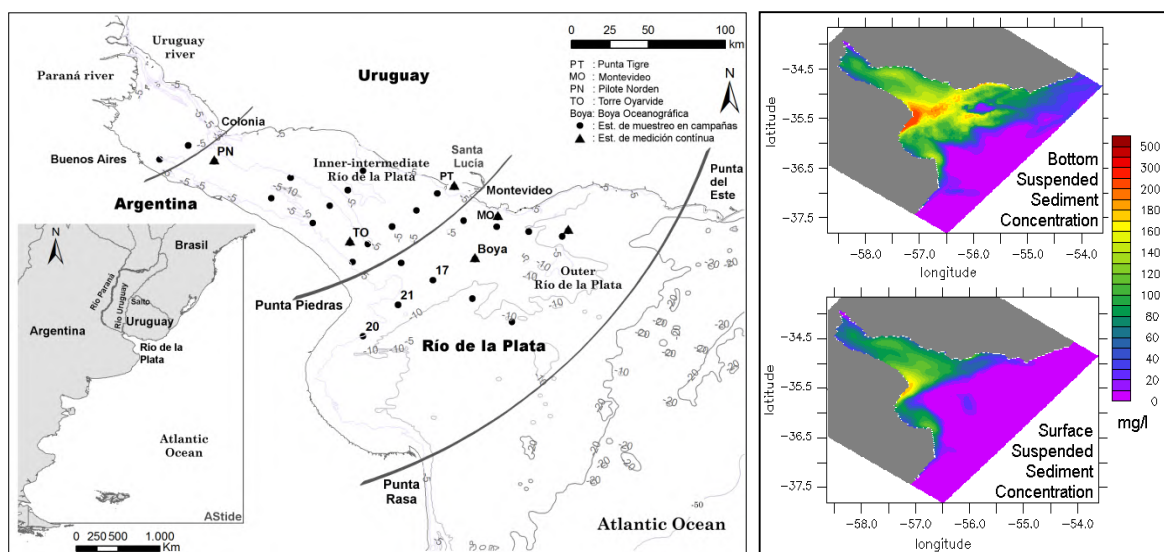 Uruguay
river
Paraná river
Uruguay
0 25 50 100
km
PT : Punta Tigre
MO : Montevideo
PN : Pilote Norden
TO : Torre Oyarvide
Boya: Boya Oceanográfica
: Est. de muestreo en campañas
: Est. de medición contínua
N
Colonia
PN
Buenos Aires
Argentina
Inner-intermediate
Río de la Plata
Santa
Lucía
PT
Montevideo
MO
Punta
del
Este
TO
Boya
17
Outer
Río de la Plata
Punta Piedras
21
20
Río de la Plata
Punta
Rasa
-50
Atlantic Ocean
N
Brasil
Río Paraná
Río Uruguay
Salto
Uruguay
Argentina
Río de la
Plata
Atlantic
Ocean
AStide
0 250 500 1.000
Km
-5
-10
-20
latitude
−34.5
−35.5
−36.5
−37.5
Bottom
Suspended
Sediment
Concentration
−58.0 −57.0 −56.0 −55.0 −54.0
longitude
latitude
−34.5
−35.5
−36.5
−37.5
Surface
Suspended
Sediment
Concentration
−58.0 −57.0 −56.0 −55.0 −54.0
longitude
500
300
200
180
160
140
120
100
80
60
40
20
0
mg/l